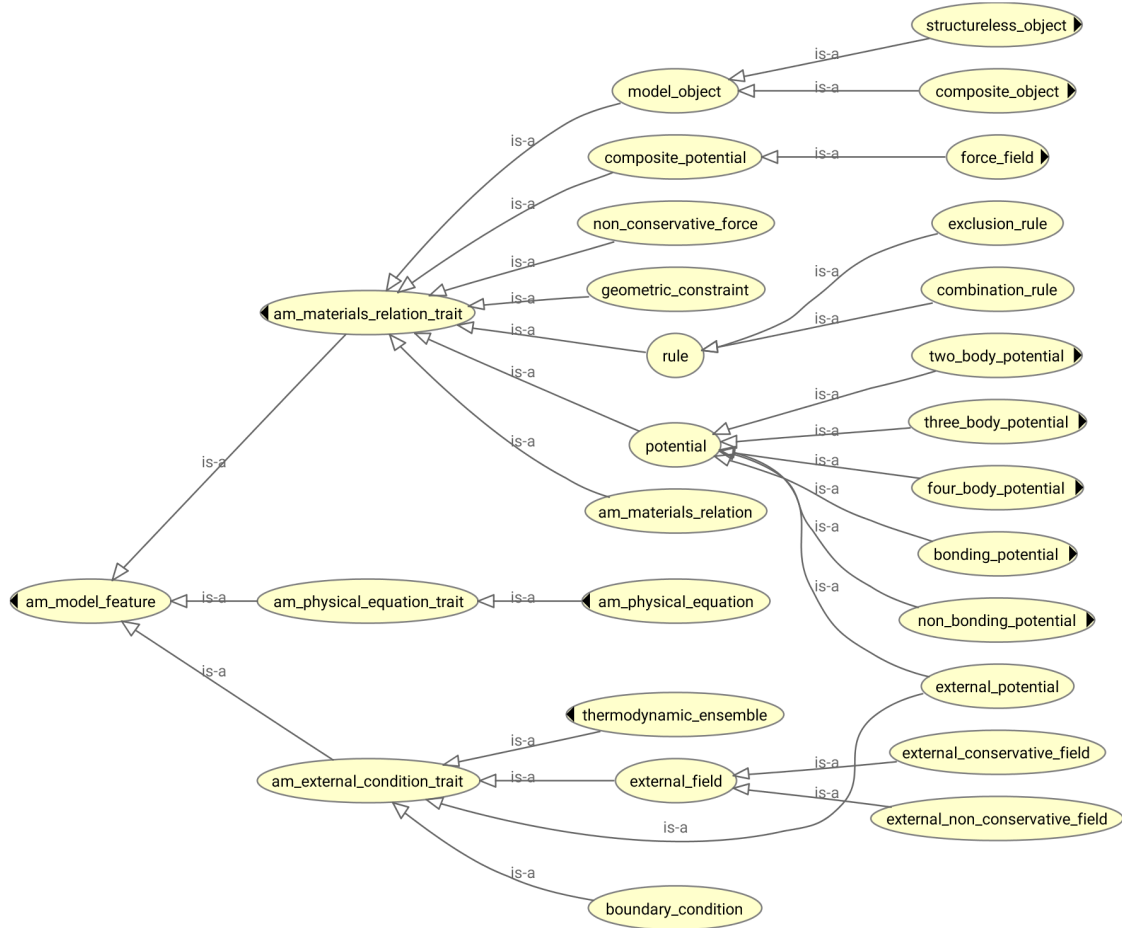 structureless_object
is-a
model_object
is-a
composite_object
is-a
composite_potential
is-a
force_field
is-a
non_conservative_force
exclusion_rule
is-a
is-a
geometric_constraint
combination_rule
is-a
am_materials_relation_trait
is-a
is-a
rule
two_body_potential
is-a
is-a
three_body_potential
is-a
potential
is-a
is-a
is-a
four_body_potential
is-a
am_materials_relation
is-a
bonding_potential
am_model_feature
is-a
am_physical_equation_trait
is-a
am_physical_equation
is-a
non_bonding_potential
is-a
external_potential
thermodynamic_ensemble
is-a
external_conservative_field
is-a
am_external_condition_trait
is-a
external_field
is-a
external_non_conservative_field
is-a
is-a
boundary_condition